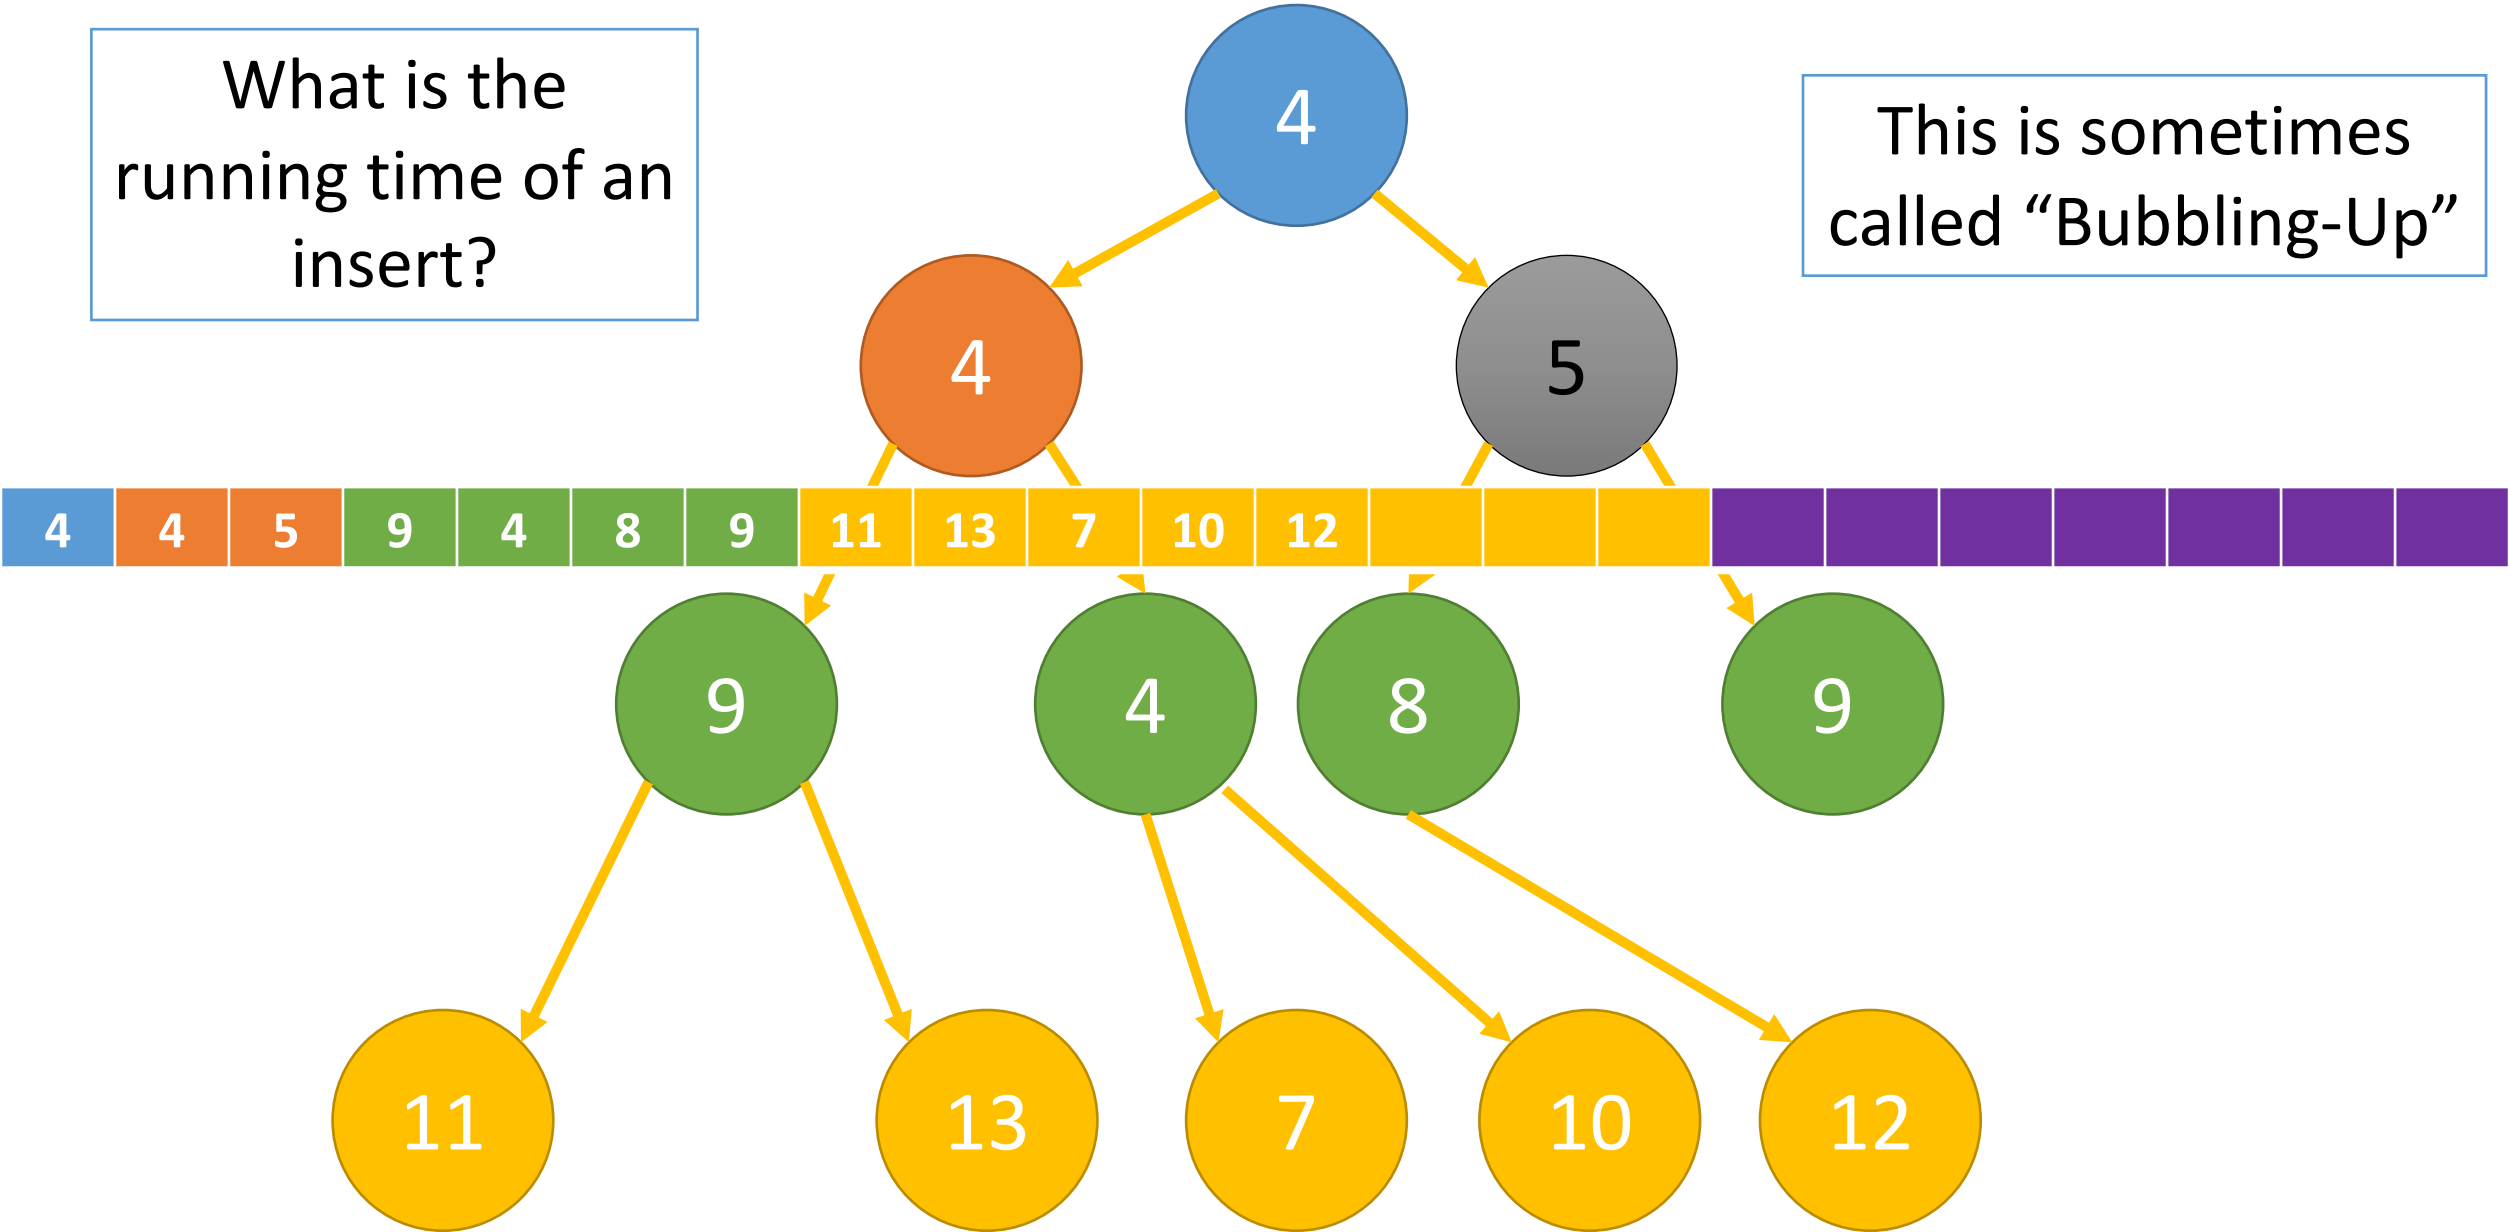 What is the
running time of an
insert?
This is sometimes
called “Bubbling-Up”
4
4
5
4 4 5 9 4 8 9 11 13 7 10 12
9 4 8 9
11 13 7 10 12